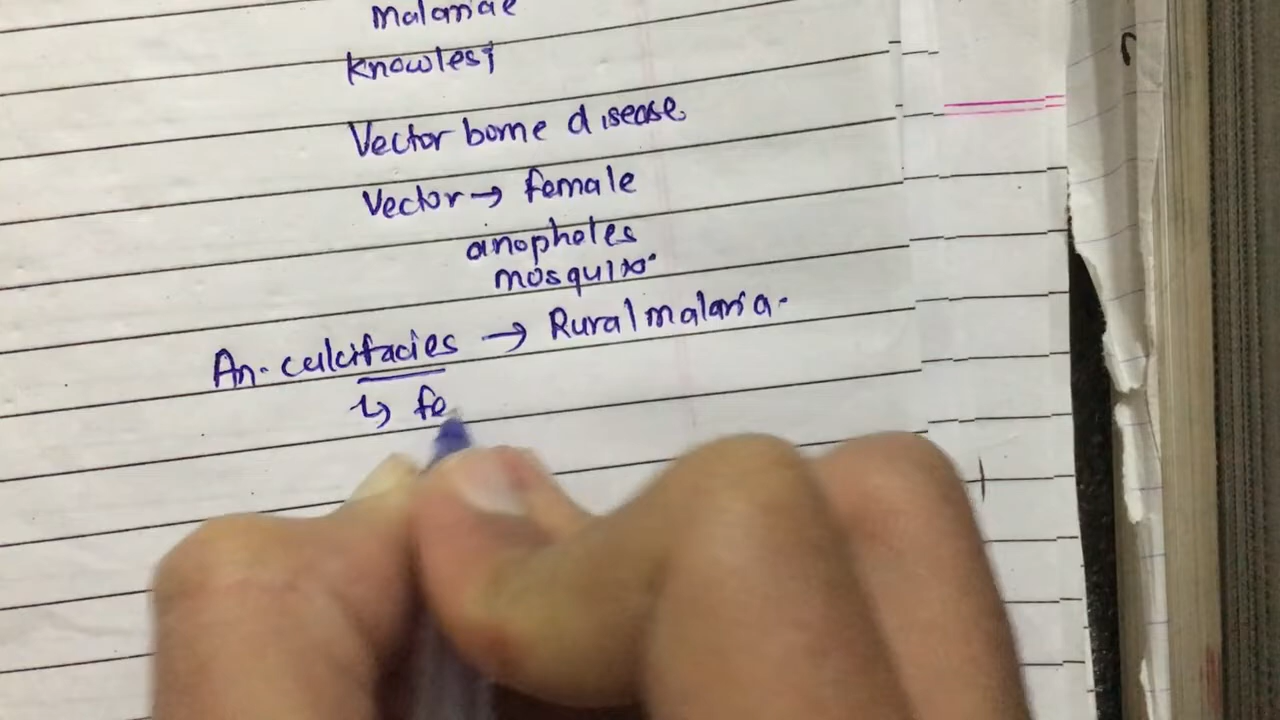 malariae
knowlesi
Vector borne disease.
Vector → female
anopheles
mosquito.
An. culcifacies → Rural malaria.
↳ fe